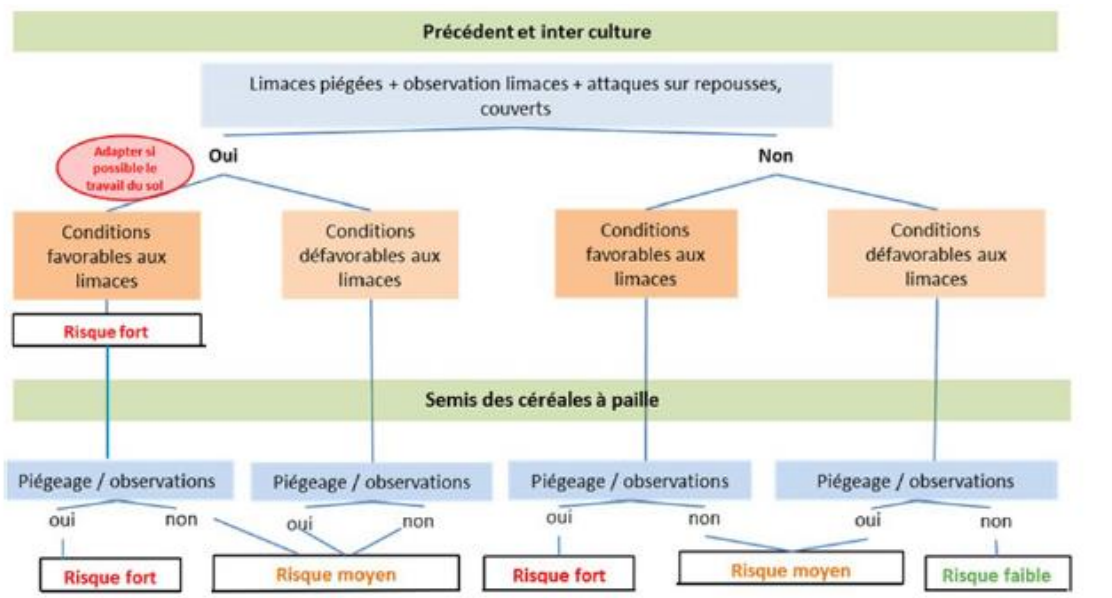 Précédent et inter culture
Limaces piégées + observation limaces + attaques sur repousses,
couverts
Adapter si
possible le
travail du sol
Oui
Non
Conditions
favorables aux
limaces
Conditions
défavorables aux
limaces
Conditions
favorables aux
limaces
Conditions
défavorables aux
limaces
Risque fort
Semis des céréales à paille
Piégeage / observations
Piégeage / observations
Piégeage / observations
Piégeage / observations
oui
non
oui
non
oui
non
oui
non
Risque fort
Risque moyen
Risque fort
Risque moyen
Risque faible